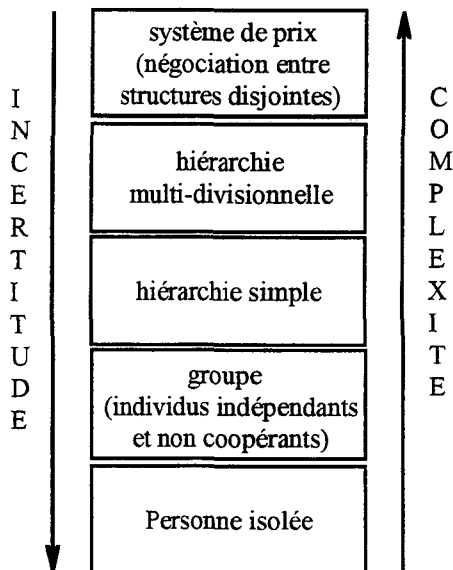 système de prix
(négociation entre
structures disjointes)
hiérarchie
multi-divisionnelle
hiérarchie simple
groupe
(individus indépendants
et non coopérants)
Personne isolée
INCERTITUDE
COMPLEXITE